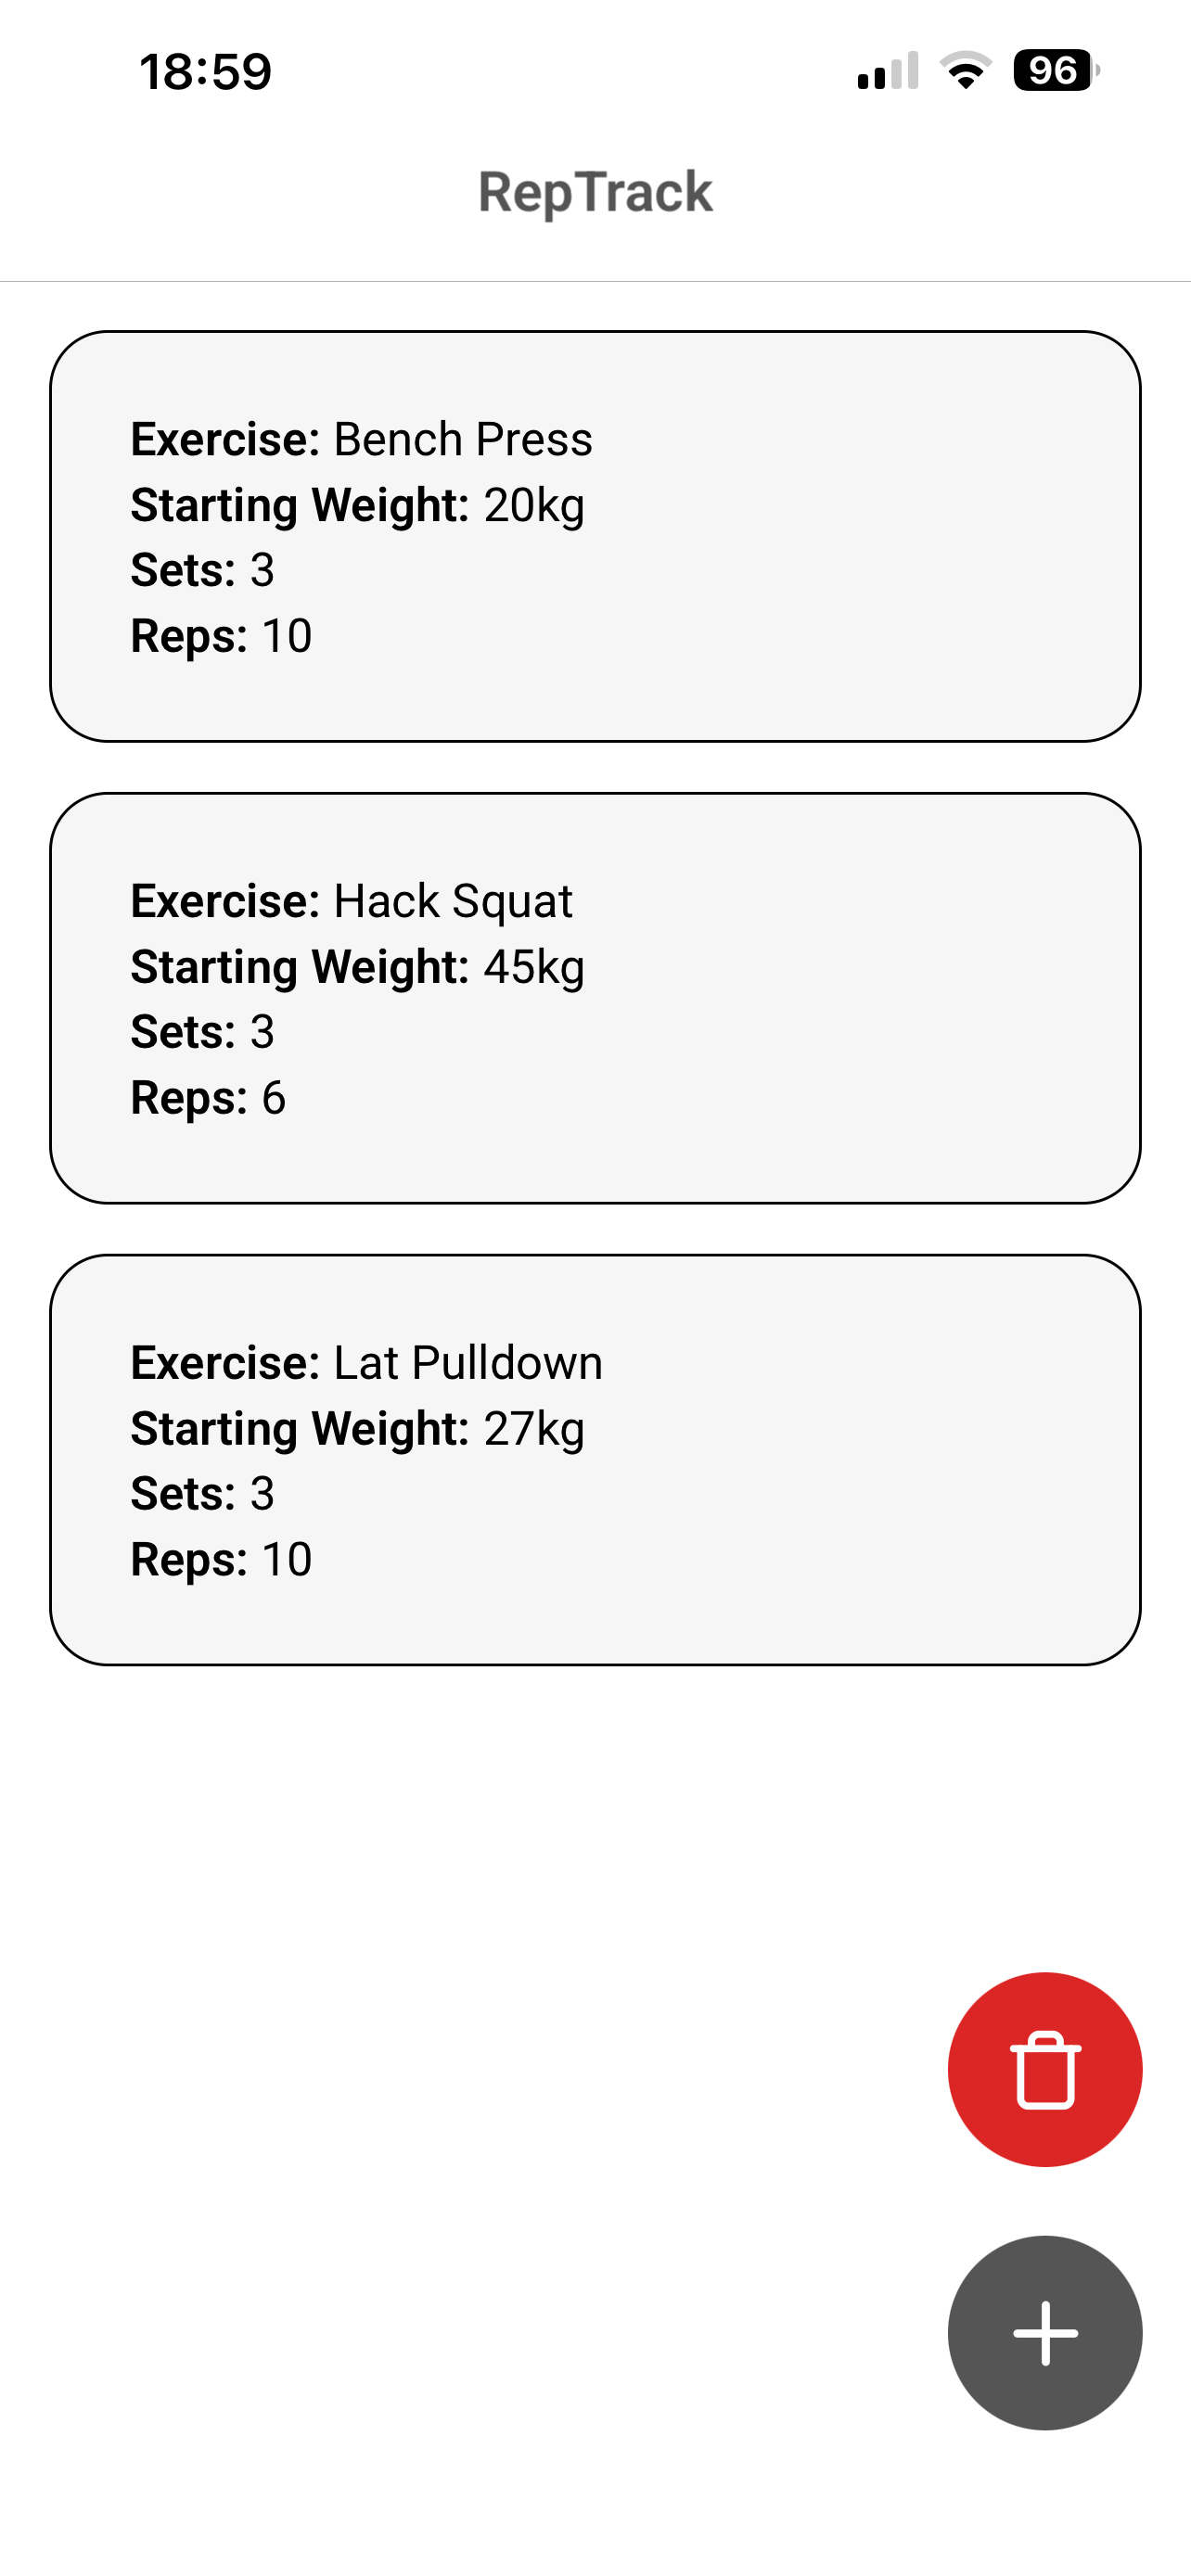 18:59
96
RepTrack
Exercise: Bench Press
Starting Weight: 20kg
Sets: 3
Reps: 10
Exercise: Hack Squat
Starting Weight: 45kg
Sets: 3
Reps: 6
Exercise: Lat Pulldown
Starting Weight: 27kg
Sets: 3
Reps: 10